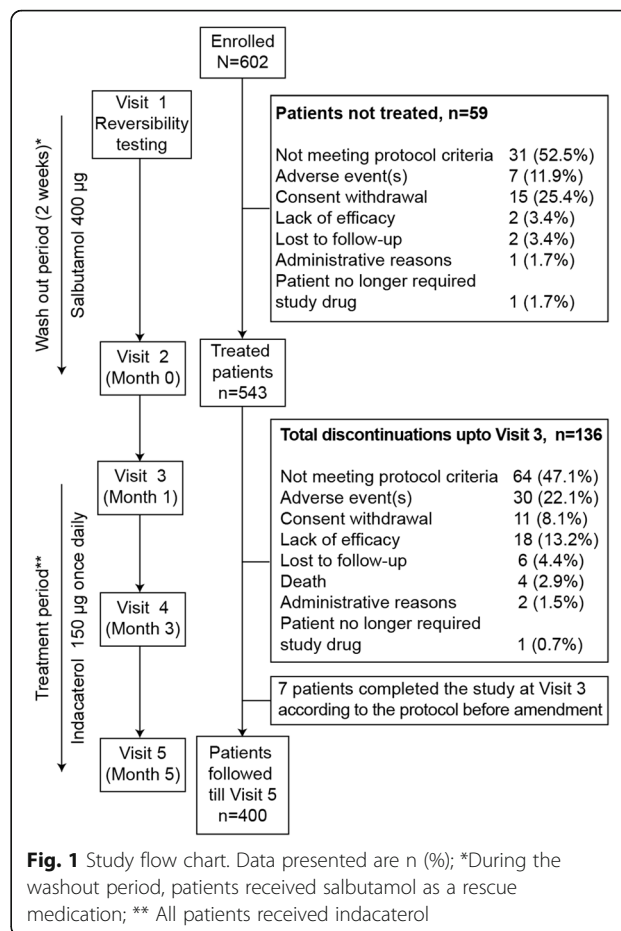 Enrolled
N=602
Visit 1
Reversibility
testing
Wash out period (2 weeks)*
Salbutamol 400 µg
Patients not treated, n=59
Not meeting protocol criteria 31 (52.5%)
Adverse event(s) 7 (11.9%)
Consent withdrawal 15 (25.4%)
Lack of efficacy 2 (3.4%)
Lost to follow-up 2 (3.4%)
Administrative reasons 1 (1.7%)
Patient no longer required
study drug 1 (1.7%)
Visit 2
(Month 0)
Treated
patients
n=543
Total discontinuations upto Visit 3, n=136
Not meeting protocol criteria 64 (47.1%)
Adverse event(s) 30 (22.1%)
Consent withdrawal 11 (8.1%)
Lack of efficacy 18 (13.2%)
Lost to follow-up 6 (4.4%)
Death 4 (2.9%)
Administrative reasons 2 (1.5%)
Patient no longer required
study drug 1 (0.7%)
Visit 3
(Month 1)
Treatment period**
Indacaterol 150 µg once daily
Visit 4
(Month 3)
7 patients completed the study at Visit 3
according to the protocol before amendment
Visit 5
(Month 5)
Patients
followed
till Visit 5
n=400
Fig. 1 Study flow chart. Data presented are n (%); *During the
washout period, patients received salbutamol as a rescue
medication; ** All patients received indacaterol